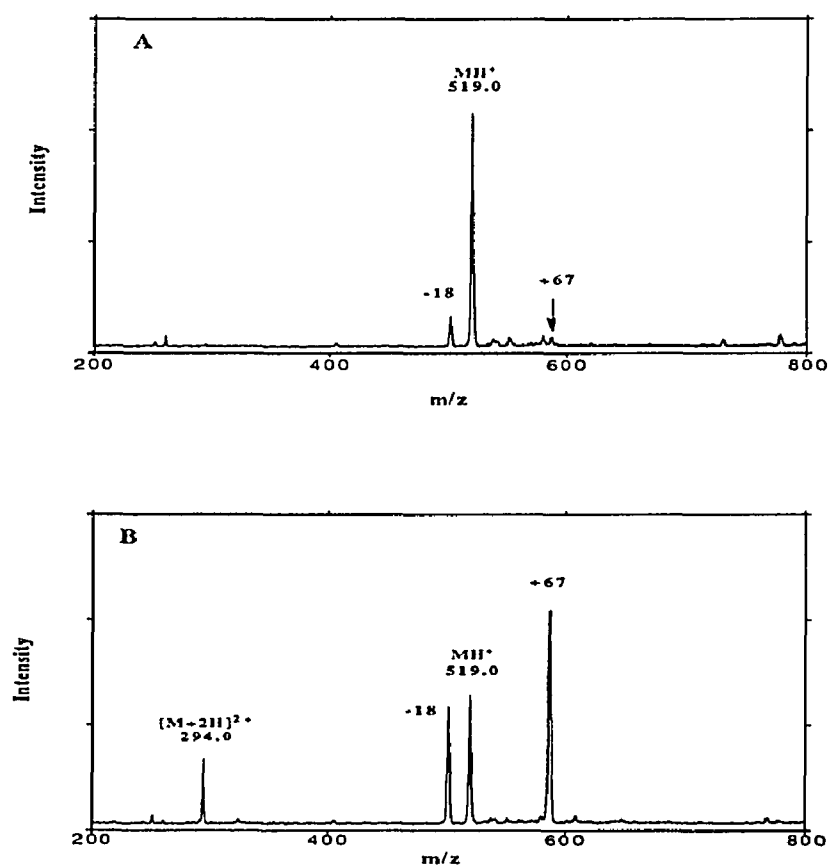 A
MH+
519.0
-18
+67
Intensity
200
400
600
800
m/z
B
+67
MH+
519.0
-18
[M+2H]2+
294.0
Intensity
200
400
600
800
m/z